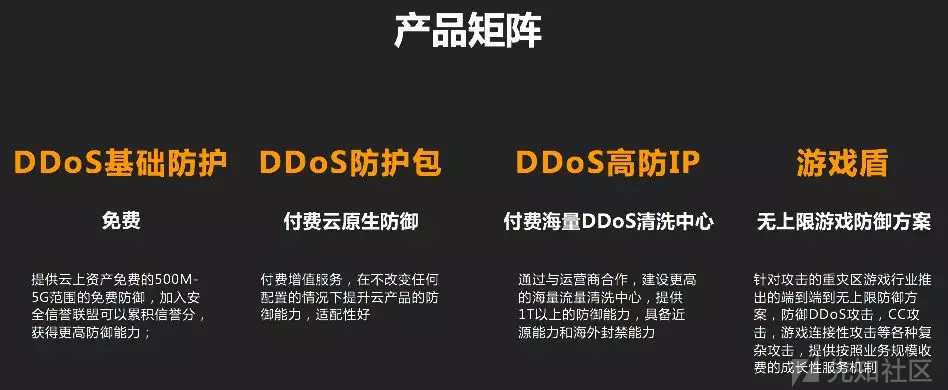 产品矩阵
DDoS基础防护
免费
提供云上资产免费的500M-
5G范围的免费防御，加入安
全信誉联盟可以累积信誉分，
获得更高防御能力；
DDoS防护包
付费云原生防御
付费增值服务，在不改变任何
配置的情况下提升云产品的防
御能力，适配性好
DDoS高防IP
付费海量DDoS清洗中心
通过与运营商合作，建设更高
的海量流量清洗中心，提供
1T以上的防御能力，具备近
源能力和海外封禁能力
游戏盾
无上限游戏防御方案
针对攻击的重灾区游戏行业推
出的端到端无上限防御方
案，防御DDoS攻击，CC攻
击，游戏连接性攻击等各种
复杂攻击，提供按照业务规模收
费的成长性服务机制
先知社区